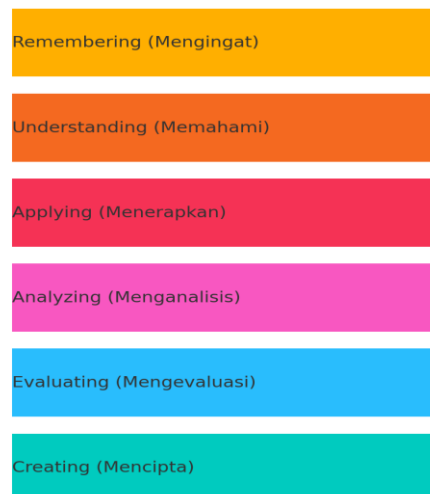 Remembering (Mengingat)
Understanding (Memahami)
Applying (Menerapkan)
Analyzing (Menganalisis)
Evaluating (Mengevaluasi)
Creating (Mencipta)